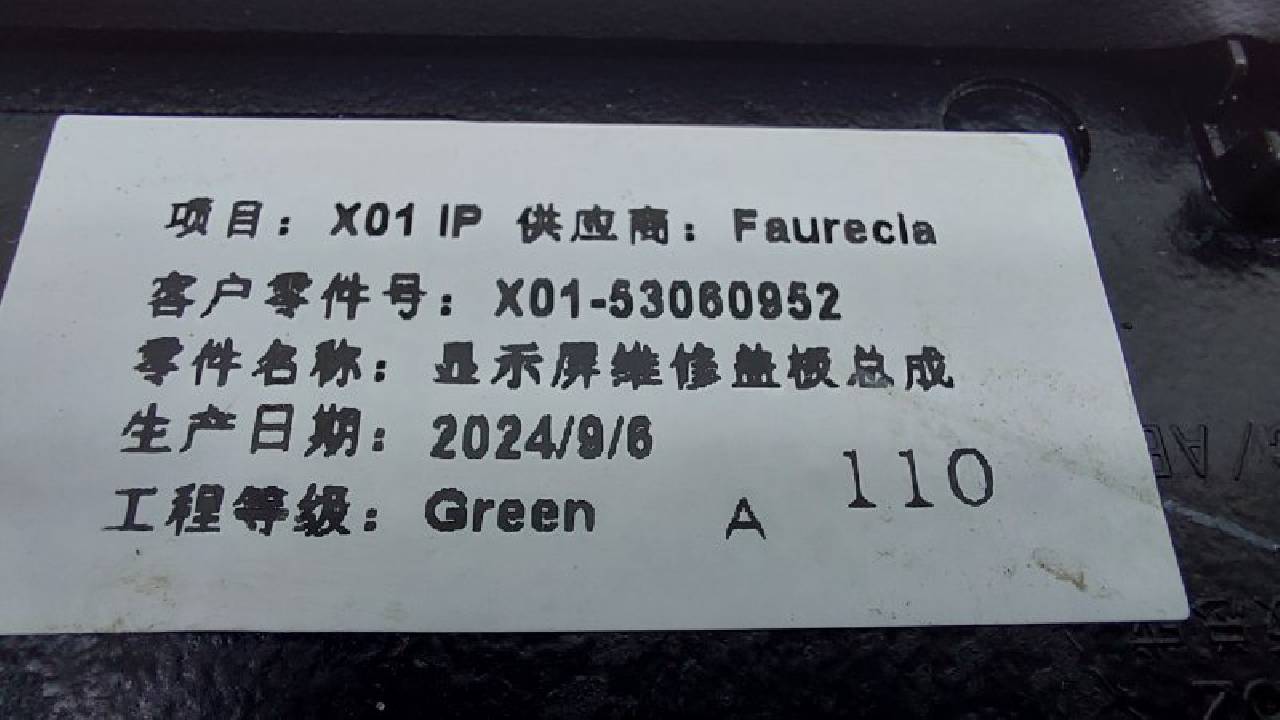 项目：X01 IP 供应商：Faurecia
客户零件号：X01-53060952
零件名称：显示屏维修盖板总成
生产日期：2024/9/6
工程等级：Green A 110